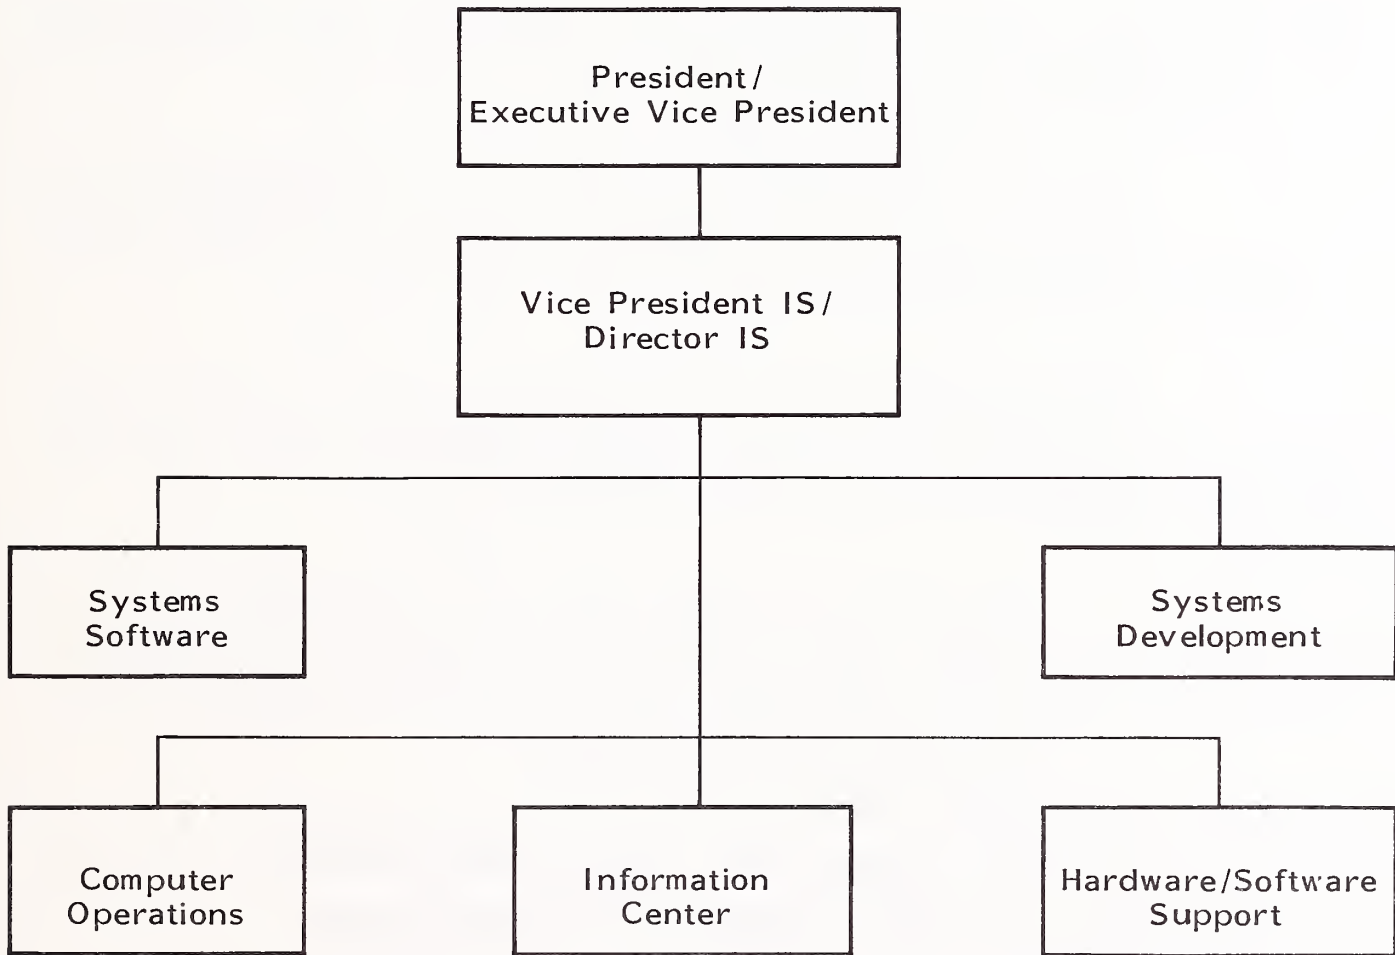 President/
Executive Vice President
Vice President IS/
Director IS
Systems
Software
Systems
Development
Computer
Operations
Information
Center
Hardware/Software
Support